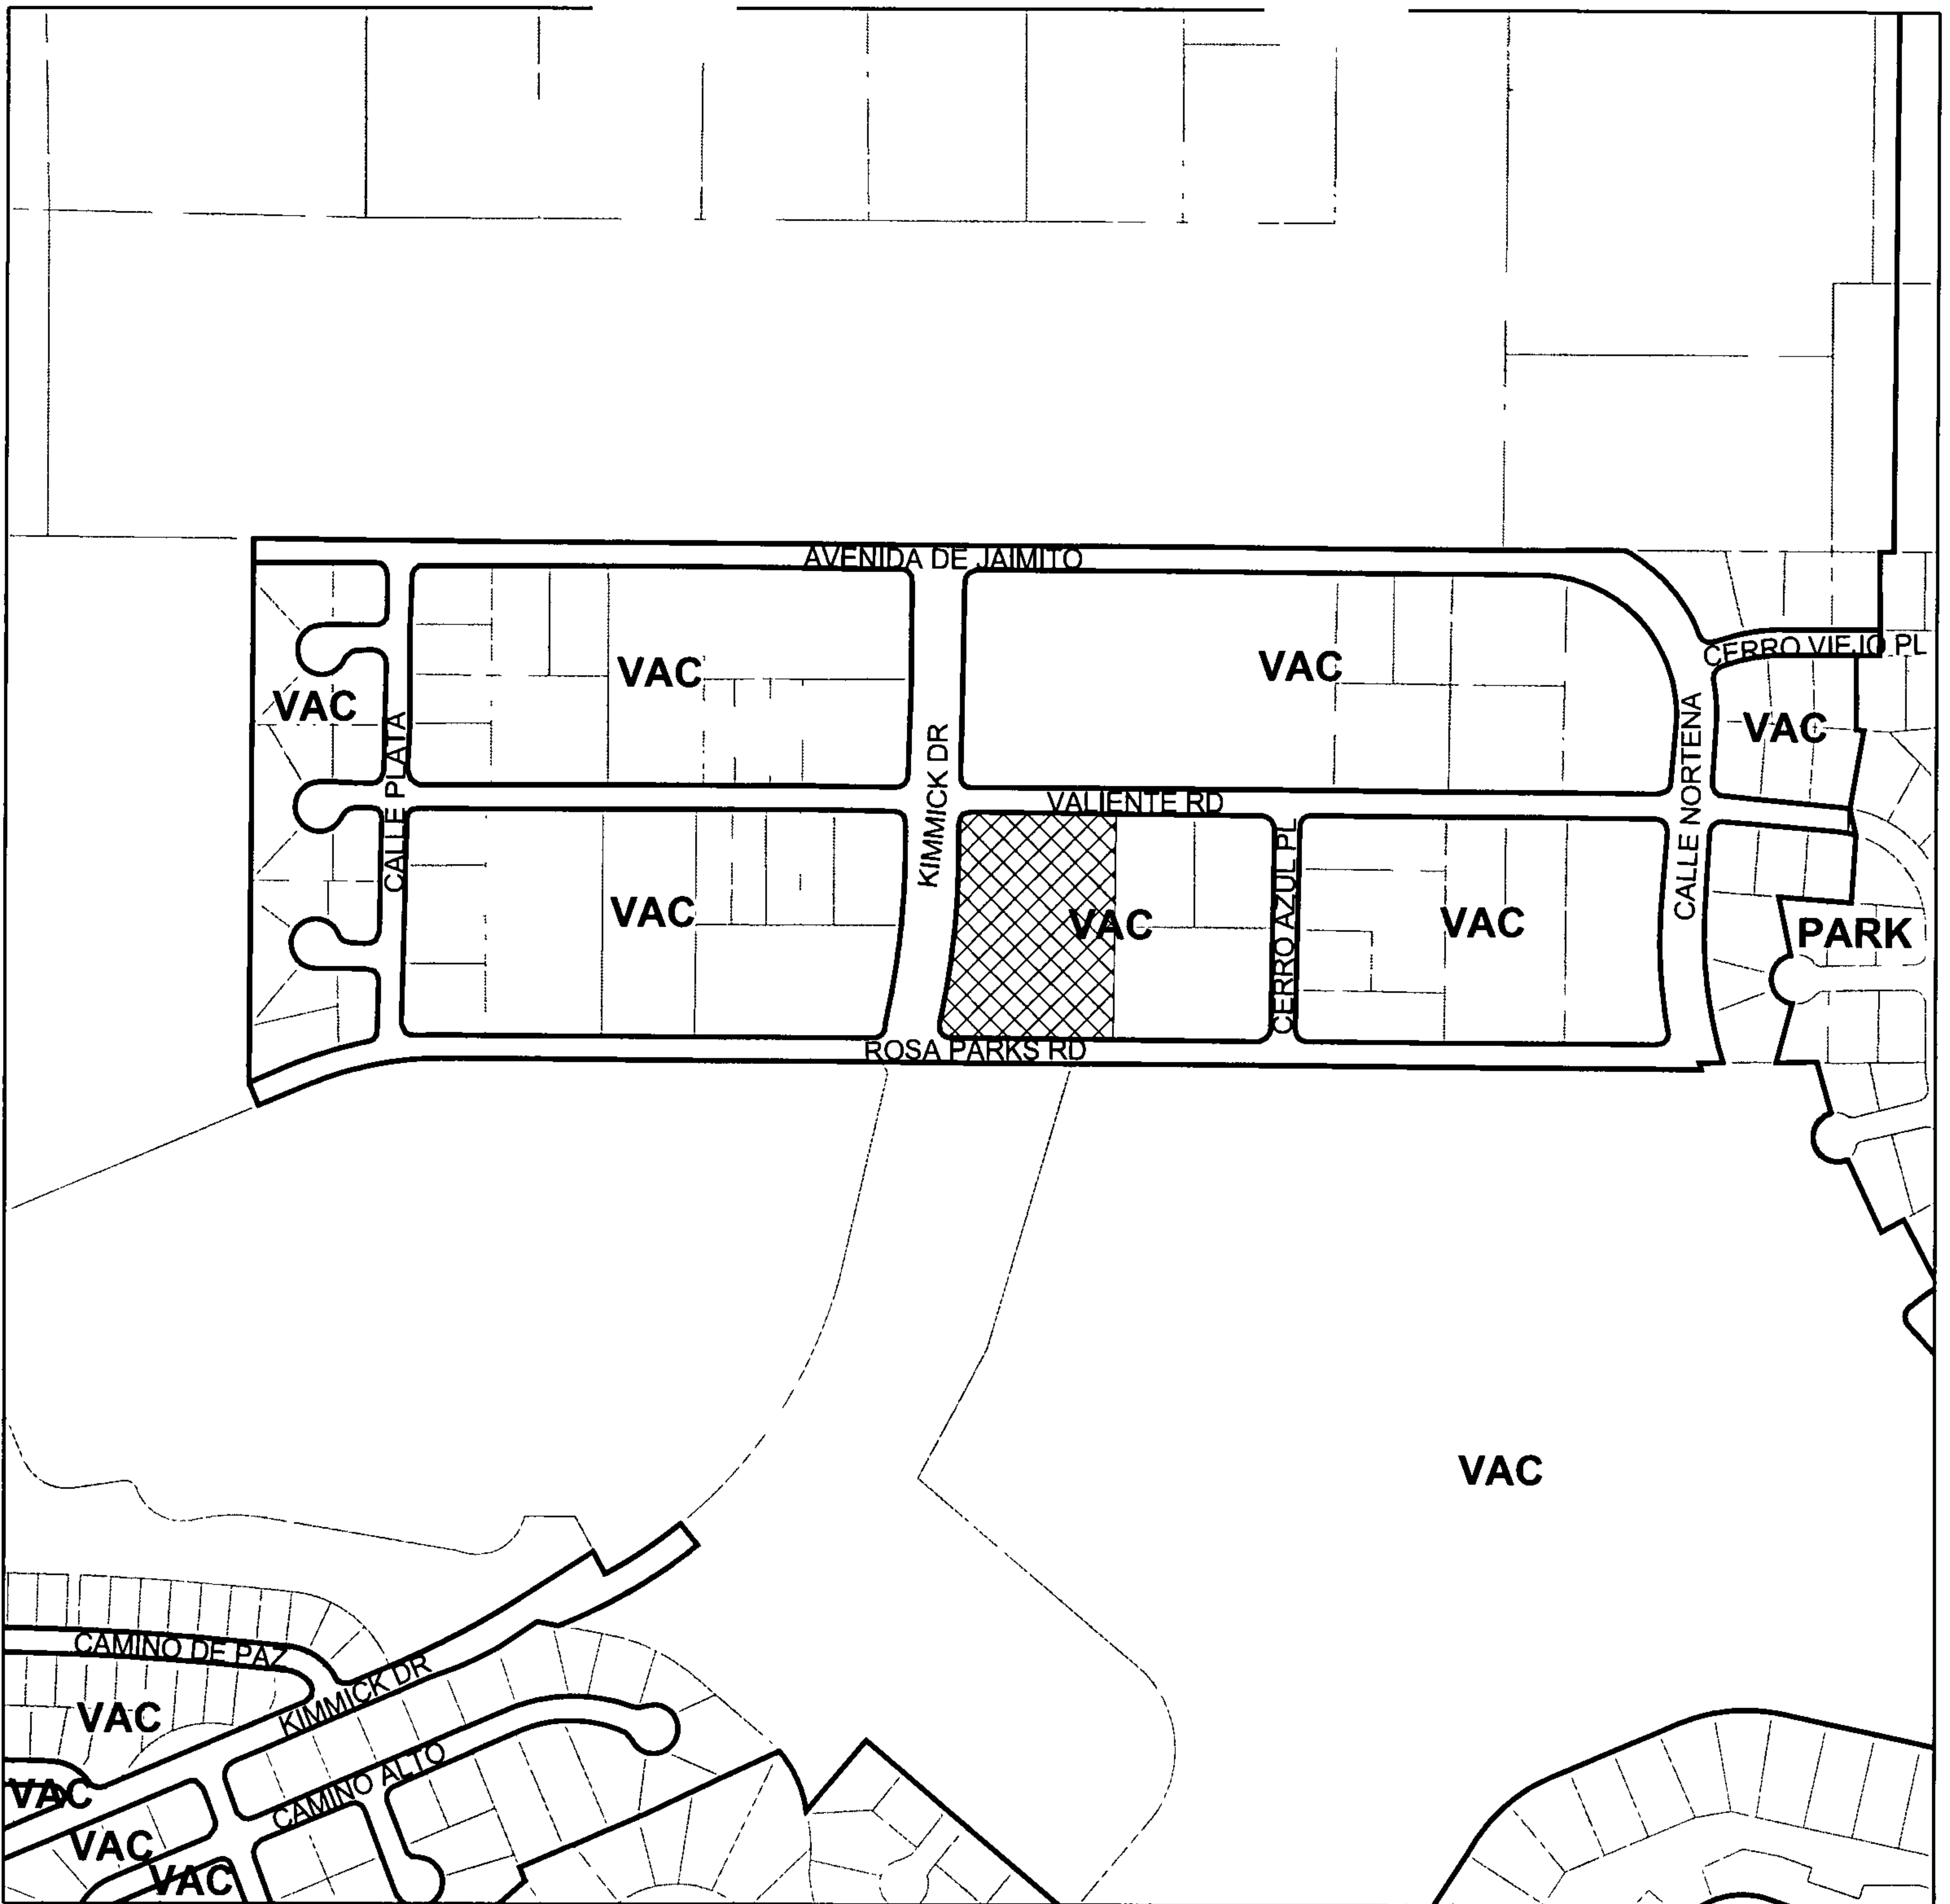 AVENIDA DE JAIMITO
CERRO VIEJO PL
VAC
VAC
VAC
VAC
CALLE PLATA
KIMMICK DR
CALLE NORTENA
VALIENTE RD
CERRO AZUL PL
VAC
VAC
VAC
PARK
ROSA PARKS RD
VAC
CAMINO DE PAZ
KIMMICK DR
VAC
CAMINO ALTO
VAC
VAC
VAC